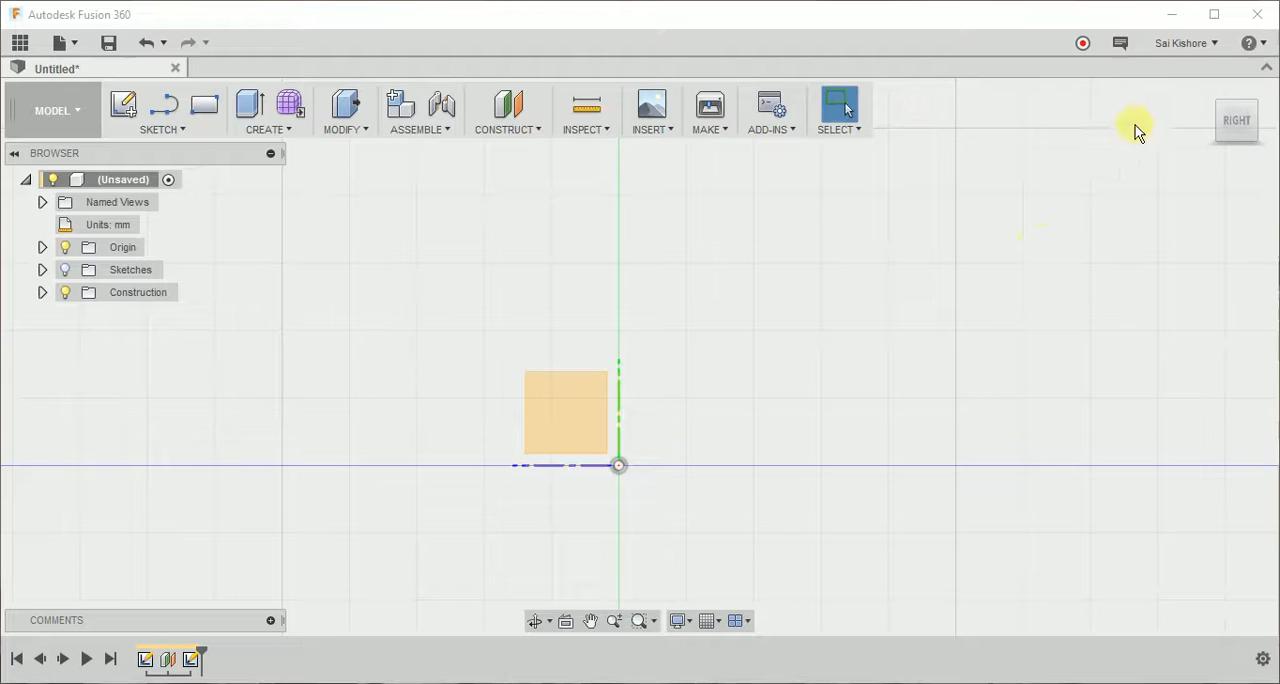 Autodesk Fusion 360
Sai Kishore
Untitled*
MODEL
SKETCH
CREATE
MODIFY
ASSEMBLE
CONSTRUCT
INSPECT
INSERT
MAKE
ADD-INS
SELECT
RIGHT
BROWSER
(Unsaved)
Named Views
Units: mm
Origin
Sketches
Construction
COMMENTS